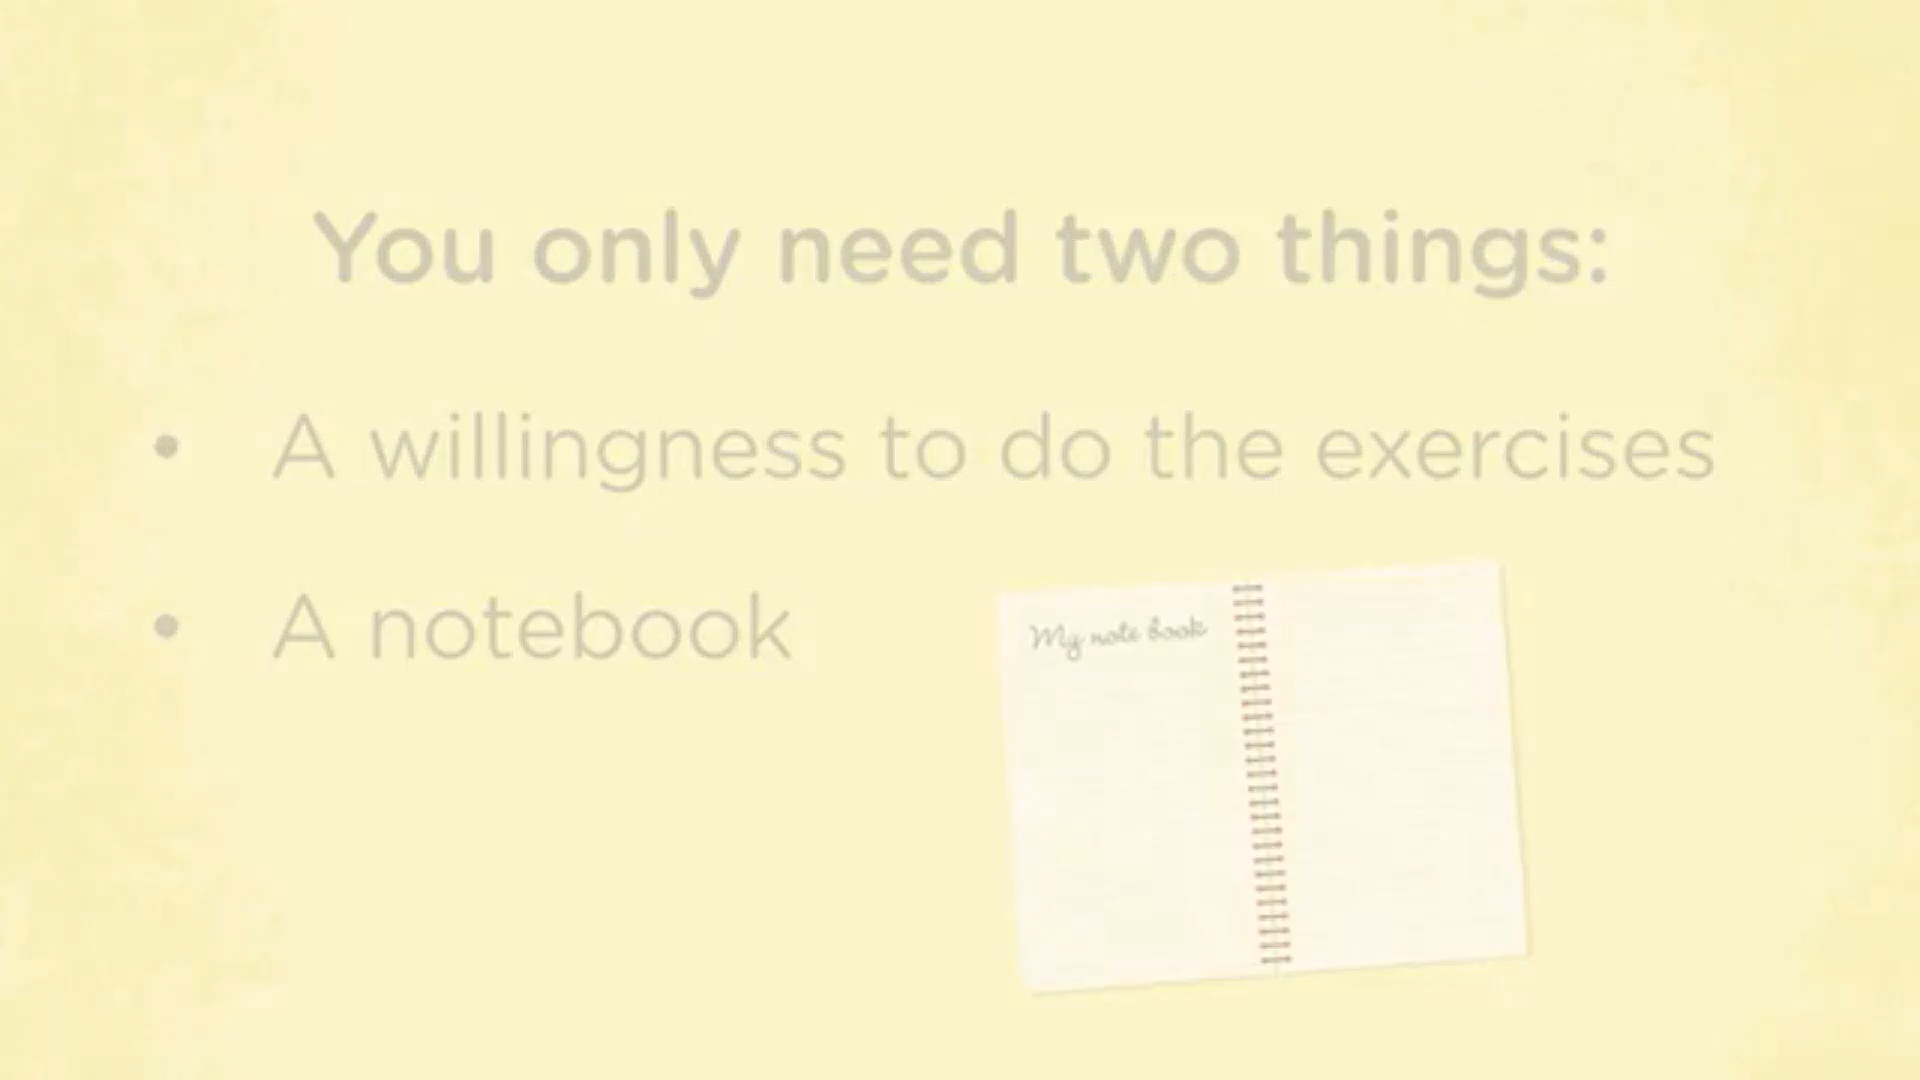 You only need two things:
• A willingness to do the exercises
• A notebook
My note book